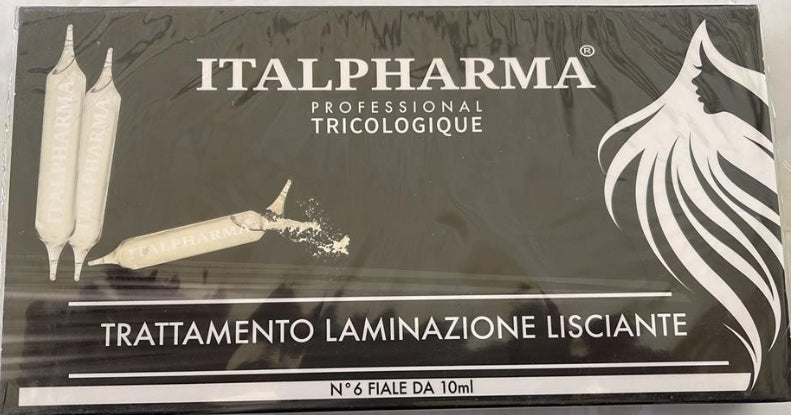 ITALPHARMA®
PROFESSIONAL
TRICOLOGIQUE
ITALPHARMA
ITALPHARMA
ITALPHARMA
TRATTAMENTO LAMINAZIONE LISCIANTE
N°6 FIALE DA 10ml